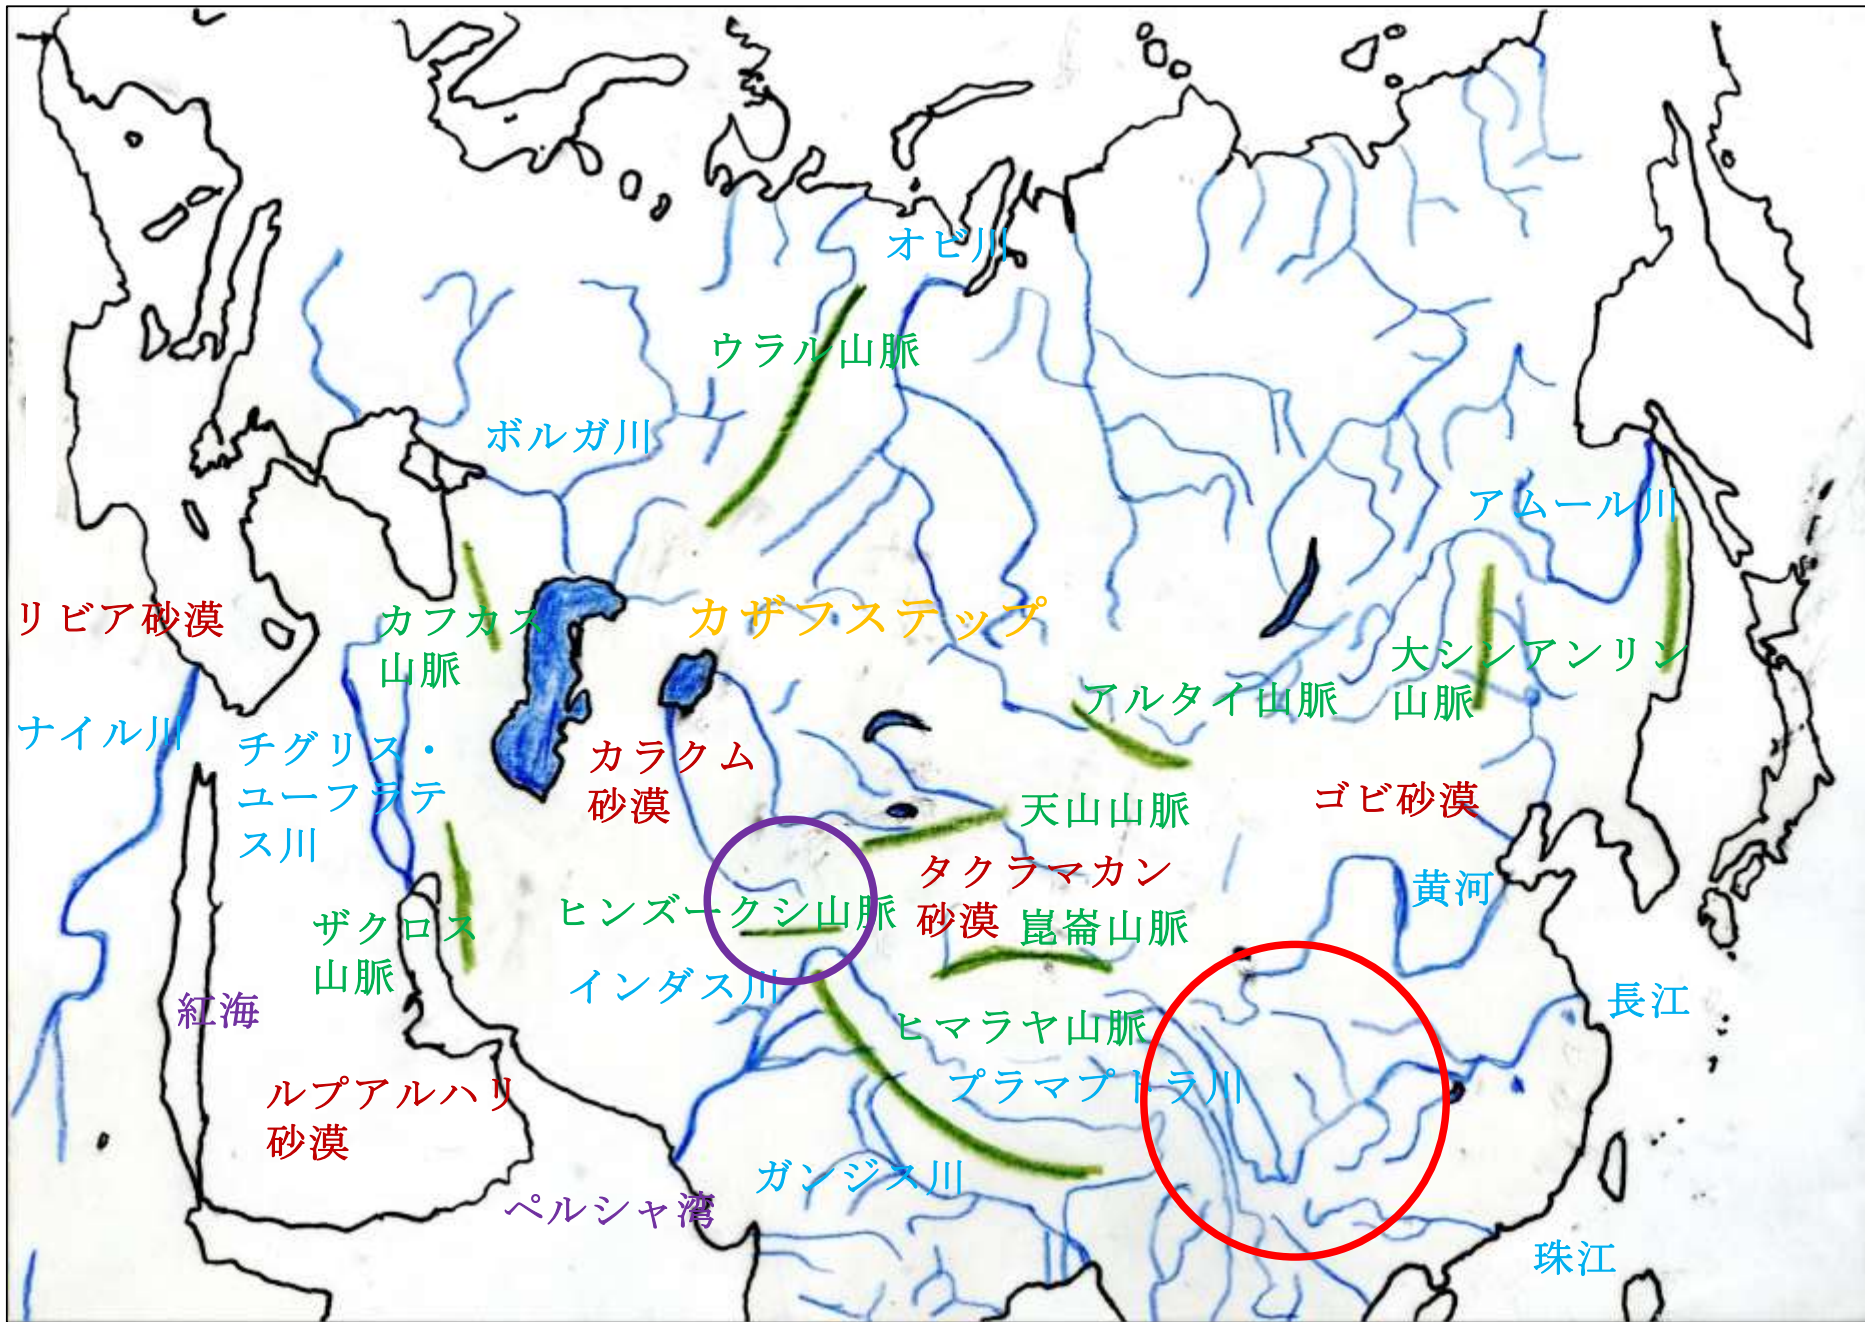 オビ川
ウラル山脈
ボルガ川
アムール川
リビア砂漠
カフカス
山脈
カザフステップ
大シンアンリン
山脈
アルタイ山脈
ナイル川
チグリス・
ユーフラテ
ス川
カラクム
砂漠
天山山脈
ゴビ砂漠
タクラマカン
砂漠
黄河
ヒンズークシ山脈
崑崙山脈
ザクロス
山脈
インダス川
紅海
長江
ヒマラヤ山脈
プラマプトラ川
ルプアルハリ
砂漠
ガンジス川
ペルシャ湾
珠江